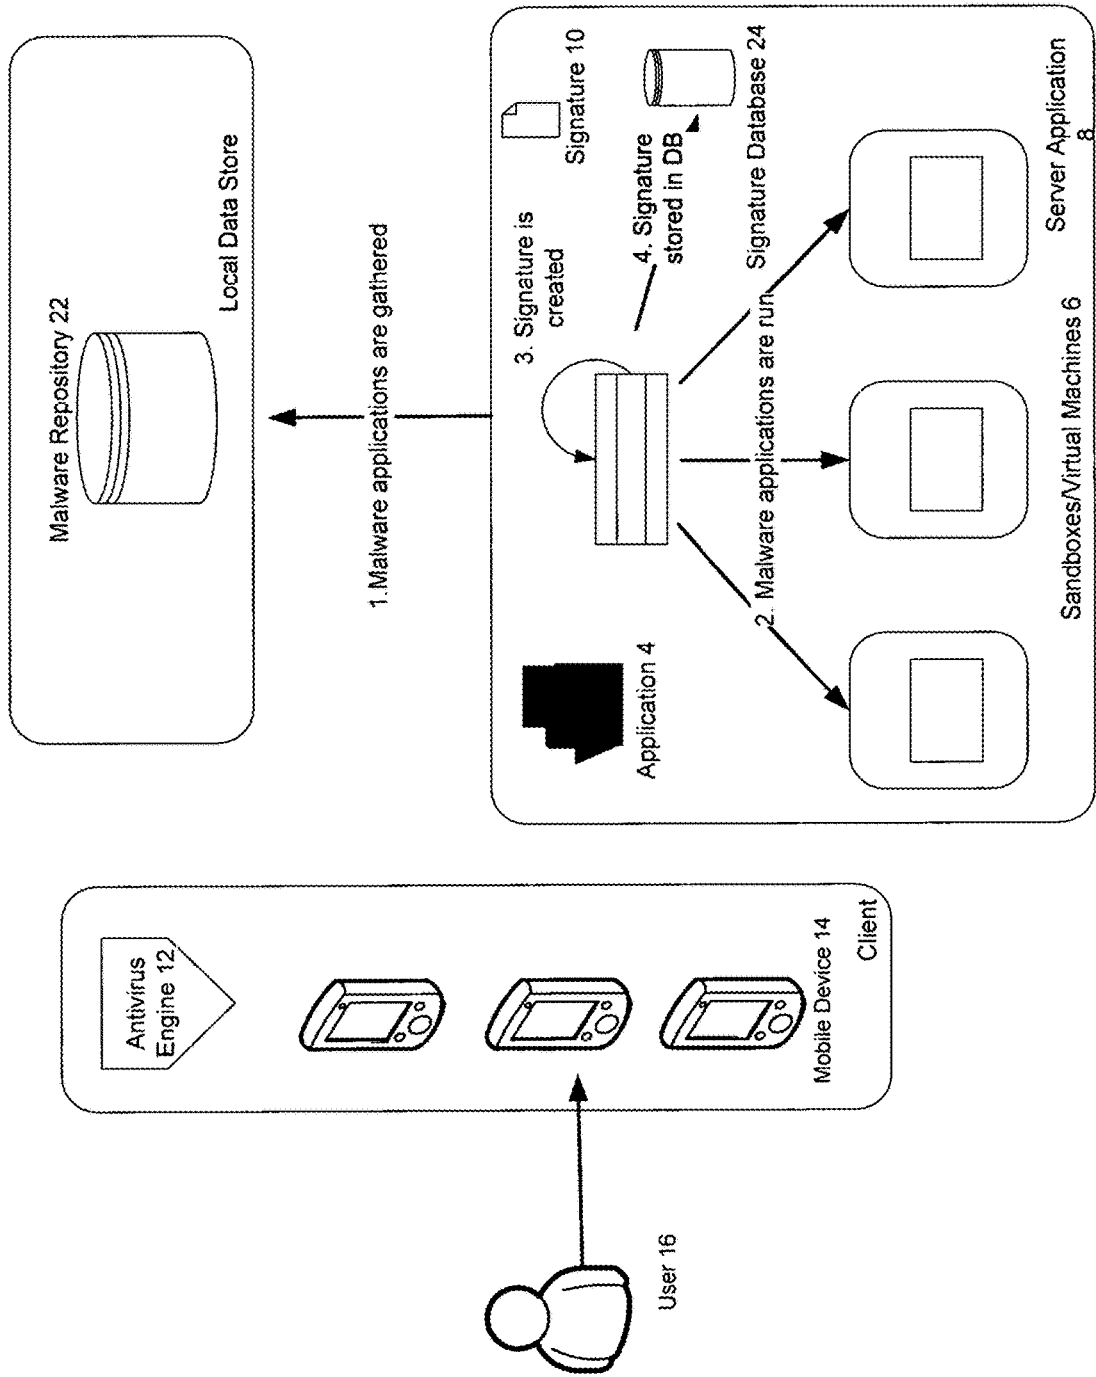 Malware Repository 22
Local Data Store
1.Malware applications are gathered
Signature 10
3. Signature is
created
4. Signature
stored in DB
Signature Database 24
Application 4
2. Malware applications are run
Sandboxes/Virtual Machines 6
Server Application
8
Antivirus
Engine 12
Mobile Device 14
Client
User 16